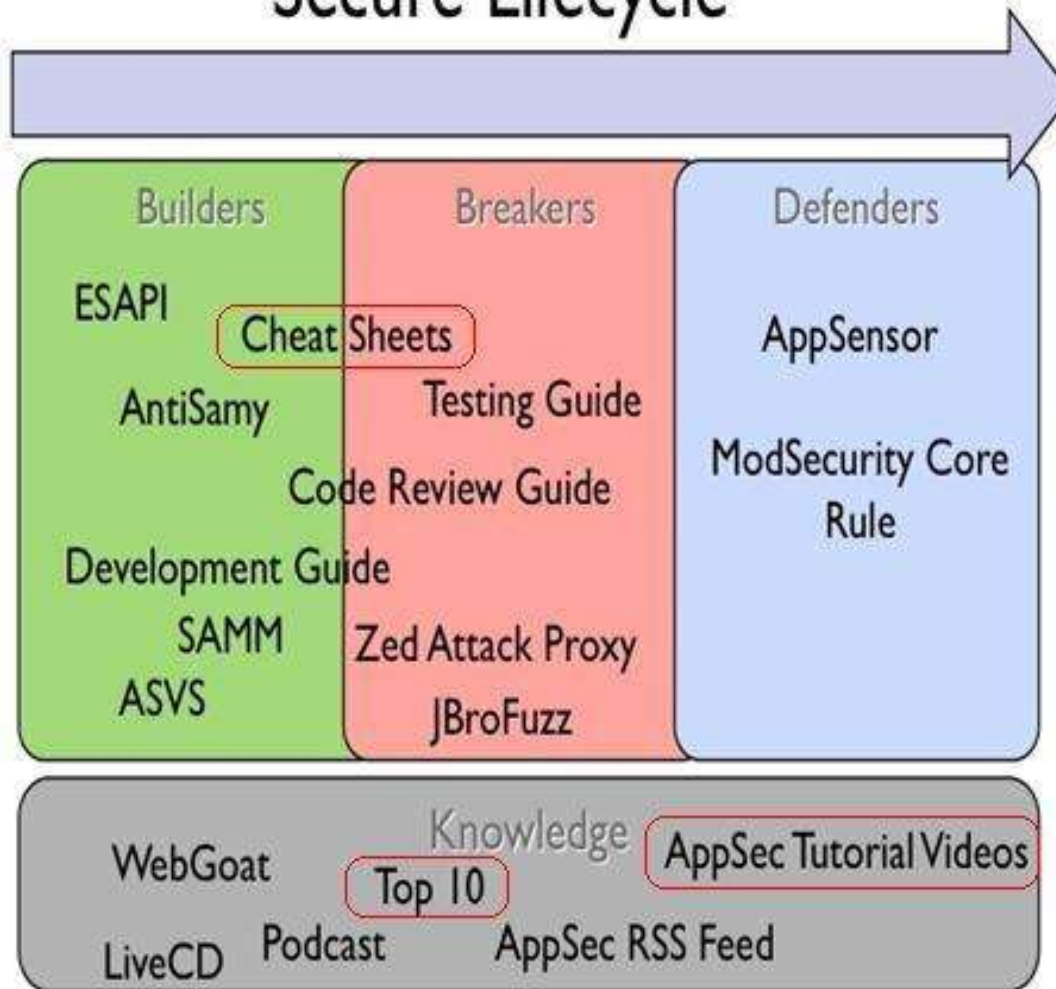 Secure Lifecycle
Builders
ESAPI
Cheat Sheets
AntiSamy
Code Review Guide
Development Guide
SAMM
ASVS
Breakers
Testing Guide
Zed Attack Proxy
JBroFuzz
Defenders
AppSensor
ModSecurity Core
Rule
Knowledge
WebGoat
Top 10
AppSec Tutorial Videos
LiveCD
Podcast
AppSec RSS Feed